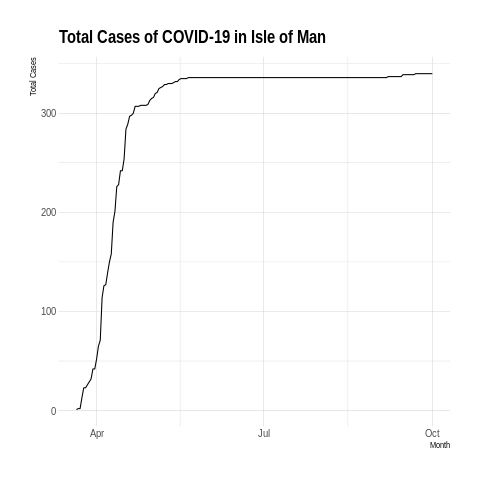 Total Cases of COVID-19 in Isle of Man
Total Cases
300
200
100
0
Apr
Jul
Oct
Month